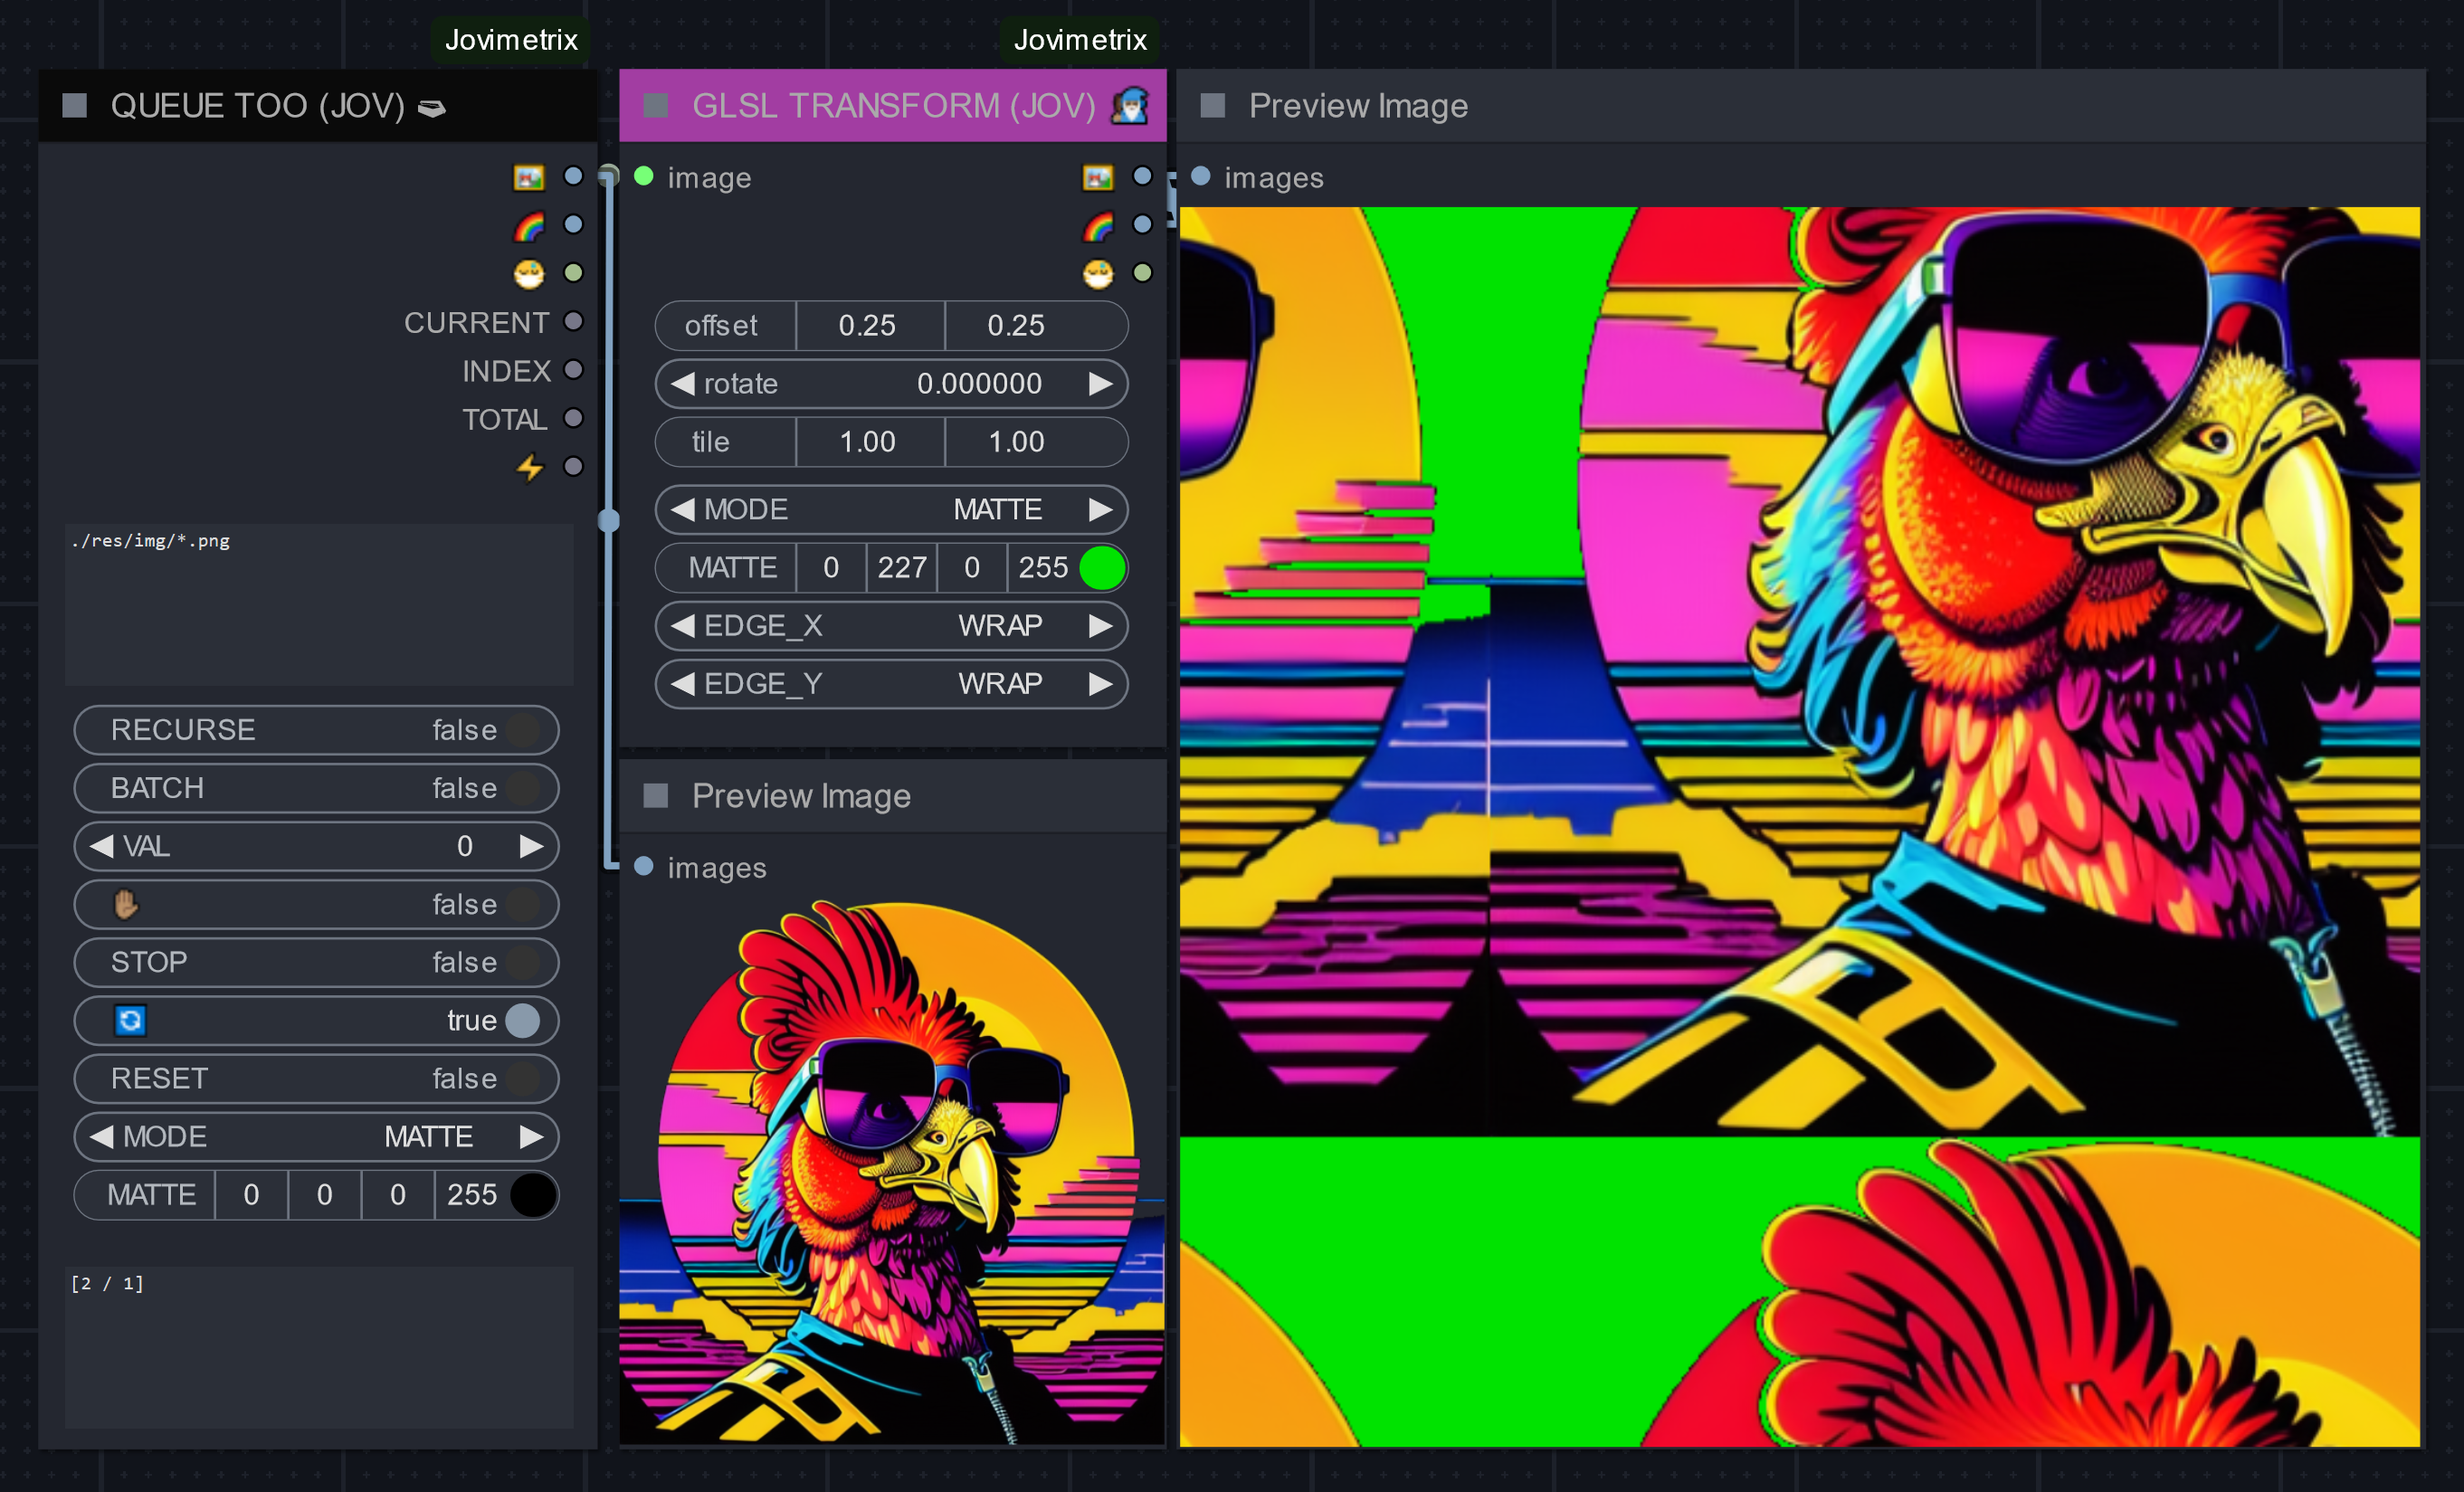 Jovimetrix
QUEUE TOO (JOV)
CURRENT
INDEX
TOTAL
./res/img/*.png
RECURSE false
BATCH false
VAL 0
false
STOP false
true
RESET false
MODE MATTE
MATTE 0 0 0 255
[2 / 1]
Jovimetrix
GLSL TRANSFORM (JOV)
image
offset 0.25 0.25
rotate 0.000000
tile 1.00 1.00
MODE MATTE
MATTE 0 227 0 255
EDGE_X WRAP
EDGE_Y WRAP
Preview Image
images
Preview Image
images